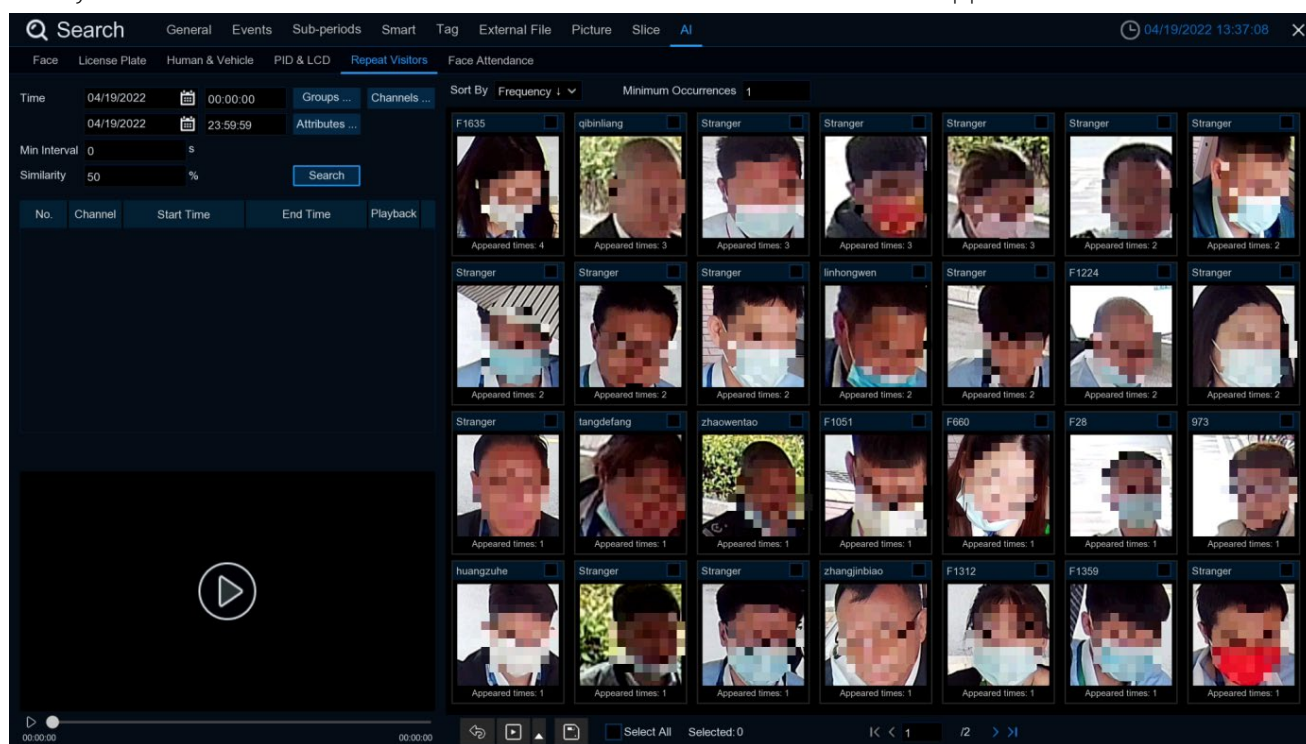 Search General Events Sub-periods Smart Tag External File Picture Slice AI 04/19/2022 13:37:08
Face License Plate Human & Vehicle PID & LCD Repeat Visitors Face Attendance
Time 04/19/2022 00:00:00 Groups ... Channels ...
04/19/2022 23:59:59 Attributes ...
Min Interval 0 s
Similarity 50 % Search
No. Channel Start Time End Time Playback
00:00:00 00:00:00
Sort By Frequency ↓ Minimum Occurrences 1
F1635 qibinliang Stranger Stranger Stranger Stranger Stranger
Appeared times: 4 Appeared times: 3 Appeared times: 3 Appeared times: 3 Appeared times: 3 Appeared times: 2 Appeared times: 2
Stranger Stranger Stranger linhongwen Stranger F1224 Stranger
Appeared times: 2 Appeared times: 2 Appeared times: 2 Appeared times: 2 Appeared times: 2 Appeared times: 2 Appeared times: 2
Stranger tangdefang zhaowentao F1051 F660 F28 973
Appeared times: 1 Appeared times: 1 Appeared times: 1 Appeared times: 1 Appeared times: 1 Appeared times: 1 Appeared times: 1
huangzuhe Stranger Stranger zhangjinbiao F1312 F1359 Stranger
Appeared times: 1 Appeared times: 1 Appeared times: 1 Appeared times: 1 Appeared times: 1 Appeared times: 1 Appeared times: 1
Select All Selected: 0 1 /2